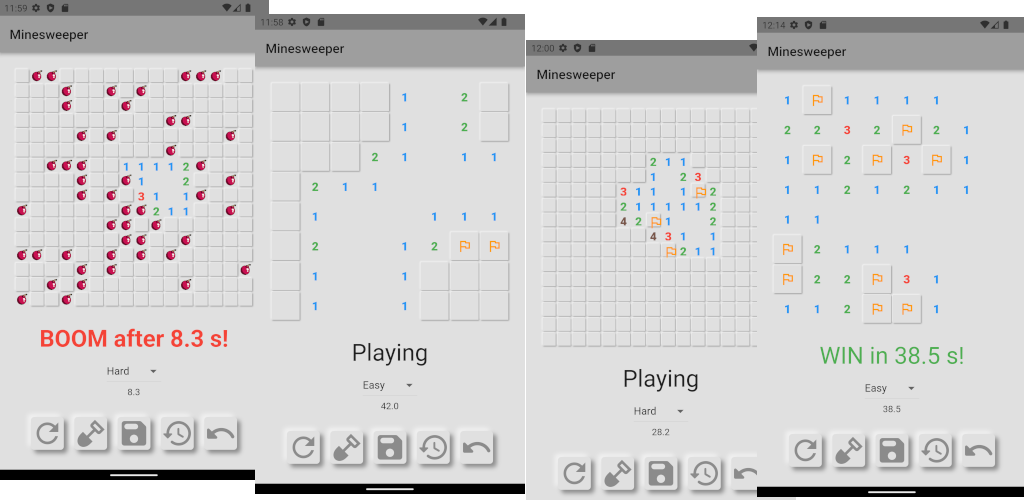 11:59
Minesweeper
1 1 1 1 2
1 2
3 1 1
2 1 1
BOOM after 8.3 s!
Hard
8.3
11:58
Minesweeper
1 2
1 2
2 1 1 1
2 1 1
1 1 1 1
2 1 2
1 1
1 1
Playing
Easy
42.0
12:00
Minesweeper
2 1 1
1 2 3
3 1 1 1 2
2 1 1 1 1 1 2
4 2 1 2
4 3 1 1
2 1 1
Playing
Hard
28.2
12:14
Minesweeper
1 1 1 1 1
2 2 3 2 2 1
1 2 3 1
1 1 2 1 2 1 1
1 1
2 1 1 1
2 2 3 1
1 1 2 1
WIN in 38.5 s!
Easy
38.5